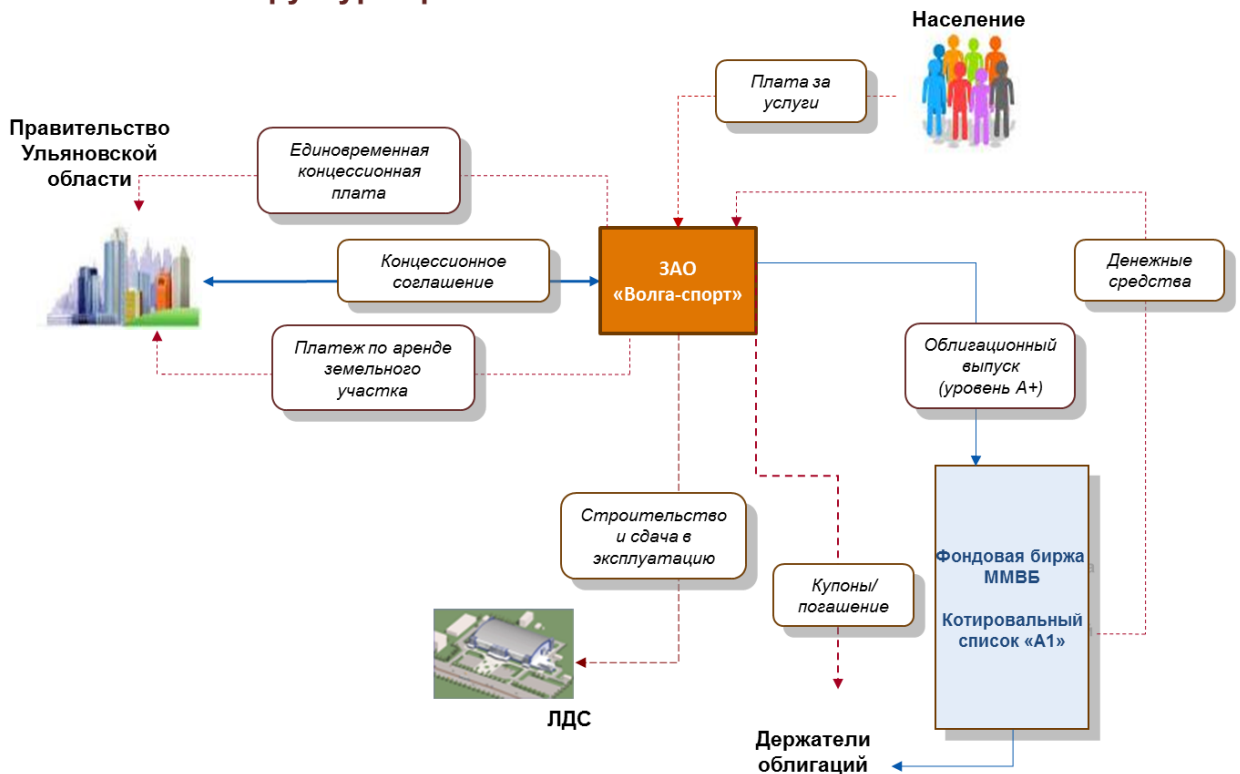 Население
Плата за
услуги
Правительство
Ульяновской
области
Единовременная
концессионная
плата
Концессионное
соглашение
ЗАО
«Волга-спорт»
Денежные
средства
Платеж по аренде
земельного
участка
Облигационный
выпуск
(уровень А+)
Строительство
и сдача в
эксплуатацию
Купоны/
погашение
Фондовая биржа
ММВБ
Котировальный
список «А1»
ЛДС
Держатели
облигаций